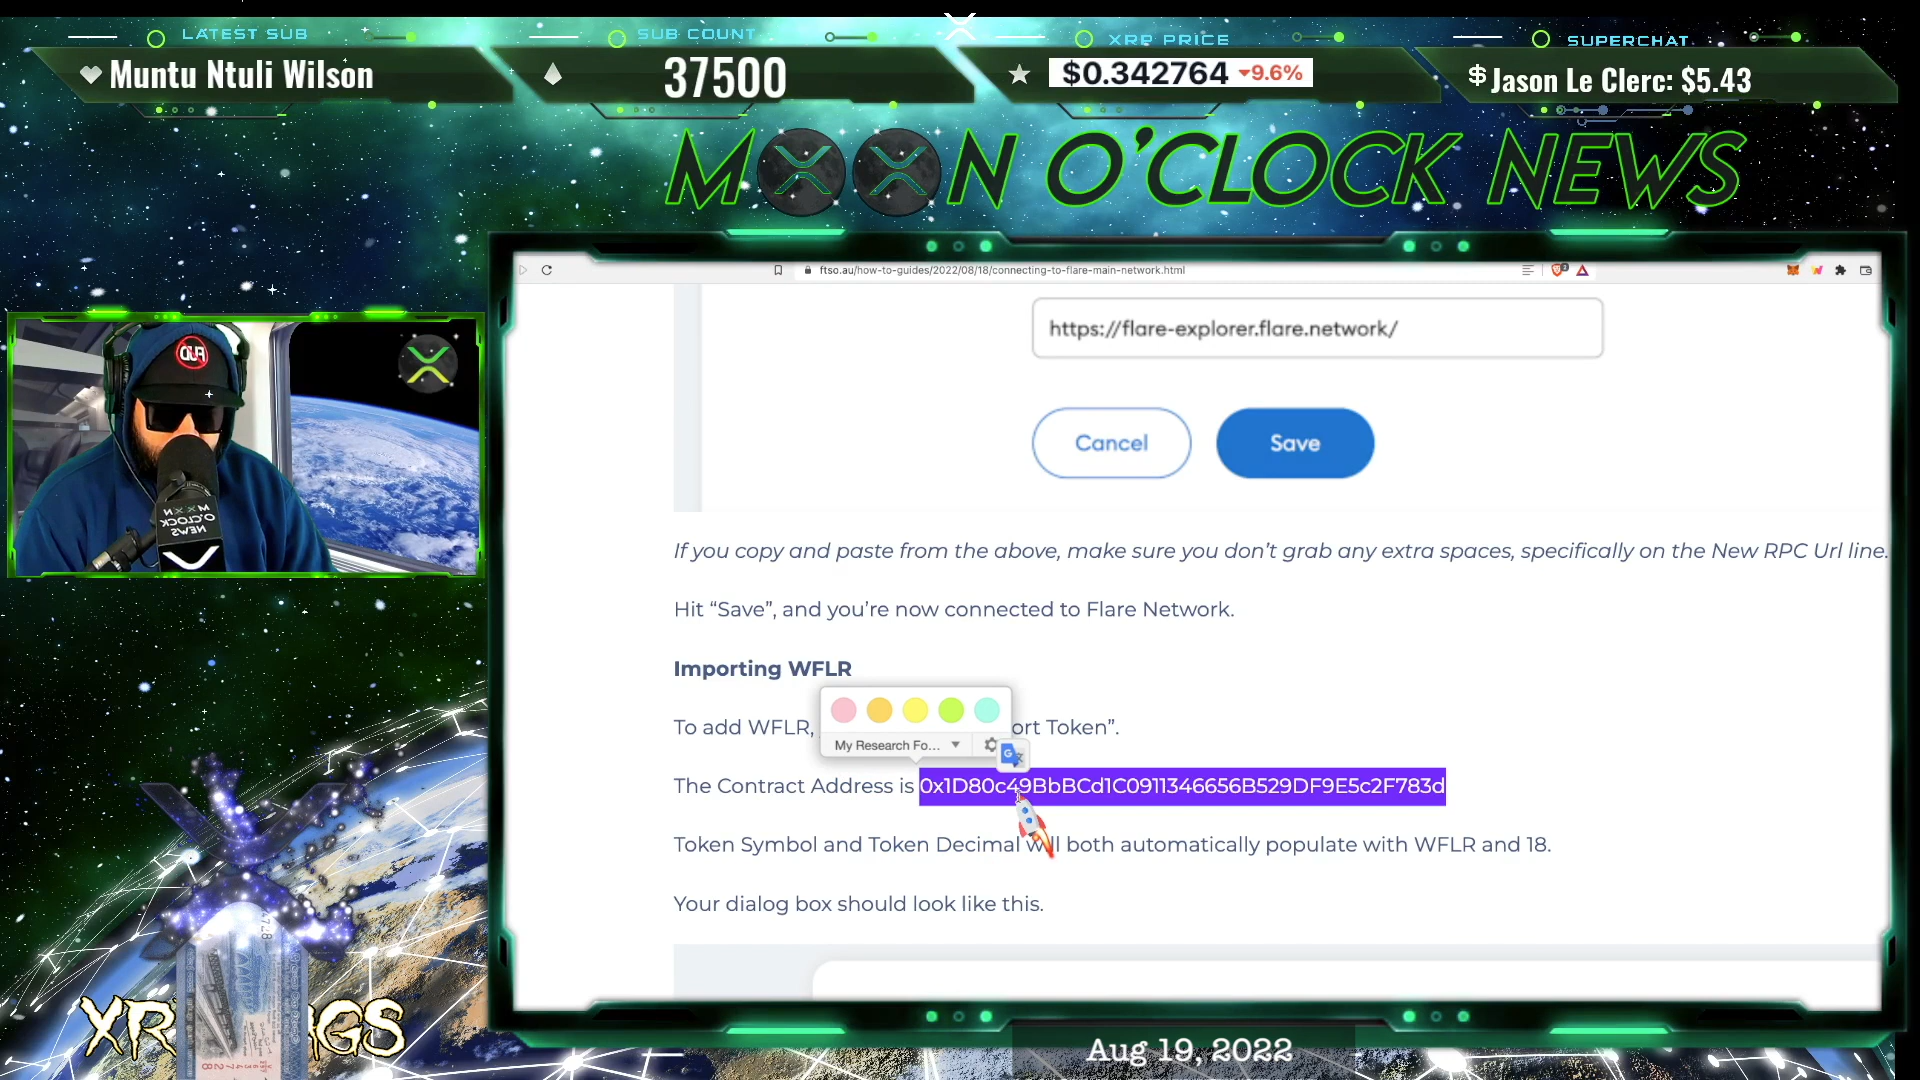 LATEST SUB
SUB COUNT
XRP PRICE
SUPERCHAT
Muntu Ntuli Wilson
37500
$0.342764 ▼9.6%
$ Jason Le Clerc: $5.43
MOON O'CLOCK NEWS
ftso.au/how-to-guides/2022/08/18/connecting-to-flare-main-network.html
https://flare-explorer.flare.network/
Cancel
Save
FUD
MOON
O'CLOCK
NEWS
If you copy and paste from the above, make sure you don't grab any extra spaces, specifically on the New RPC Url line.
Hit “Save”, and you're now connected to Flare Network.
Importing WFLR
To add WFLR, ort Token”.
My Research Fo...
The Contract Address is 0x1D80c49BbBCd1C0911346656B529DF9E5c2F783d
Token Symbol and Token Decimal will both automatically populate with WFLR and 18.
Your dialog box should look like this.
Aug 19, 2022